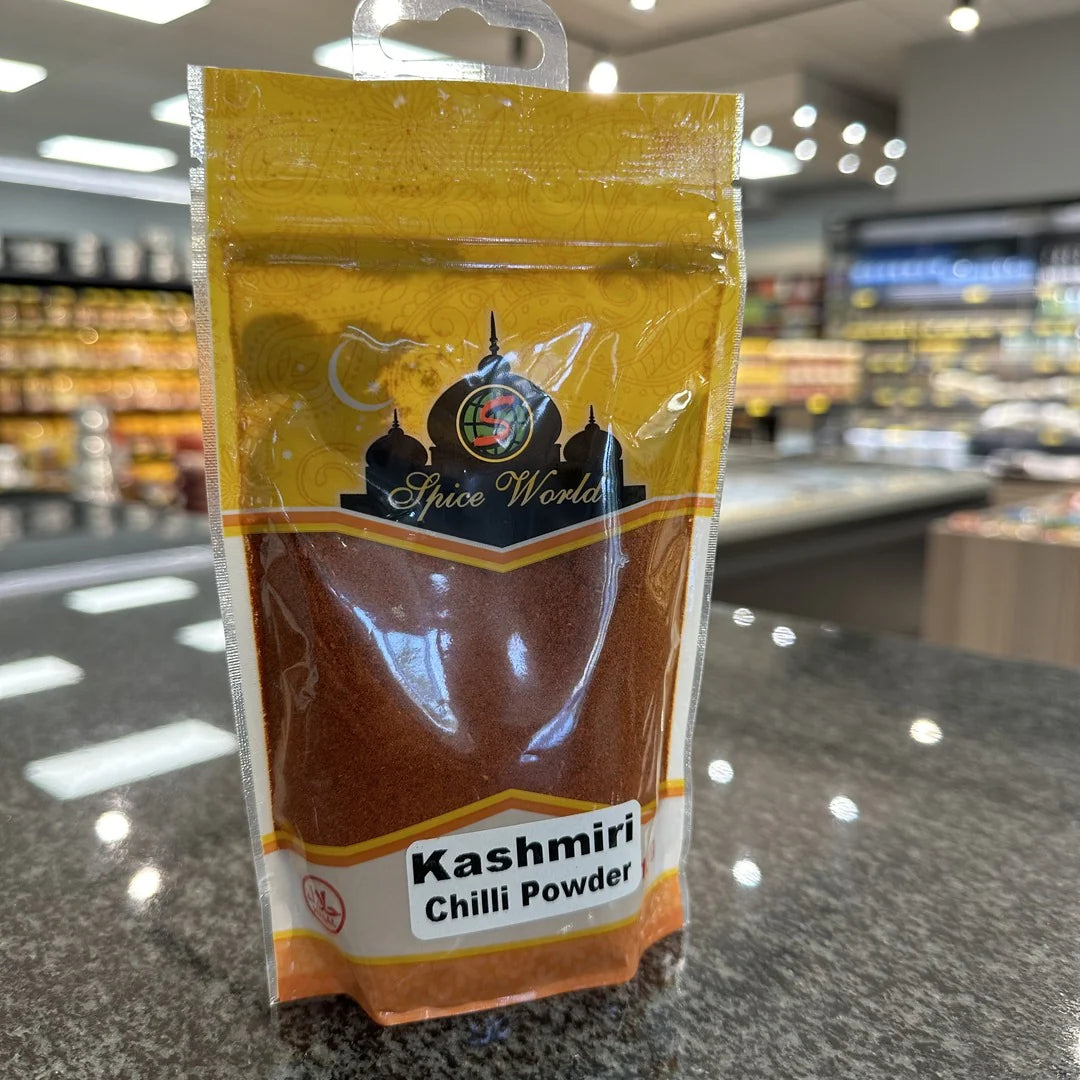 S
Spice World
Kashmiri
Chilli Powder